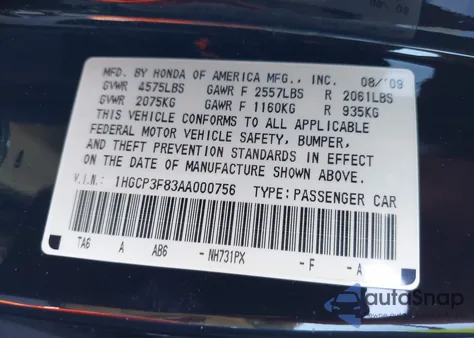 MFD. BY HONDA OF AMERICA MFG., INC. 08/'09
GVWR 4575LBS GAWR F 2557LBS R 2061LBS
GVWR 2075KG GAWR F 1160KG R 935KG
THIS VEHICLE CONFORMS TO ALL APPLICABLE
FEDERAL MOTOR VEHICLE SAFETY, BUMPER,
AND THEFT PREVENTION STANDARDS IN EFFECT
ON THE DATE OF MANUFACTURE SHOWN ABOVE.
V.I.N.: 1HGCP3F83AA000756 TYPE: PASSENGER CAR
TA6 A AB6 -NH731PX -F -A
autoSnap